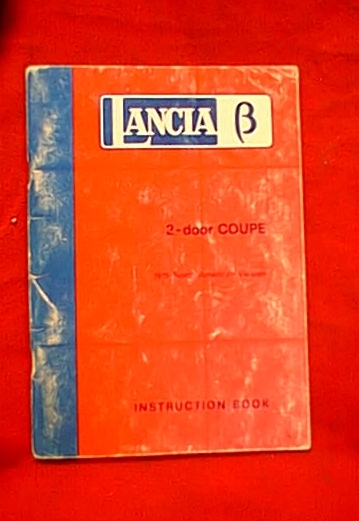 LANCIA β
2-door COUPE
INSTRUCTION BOOK